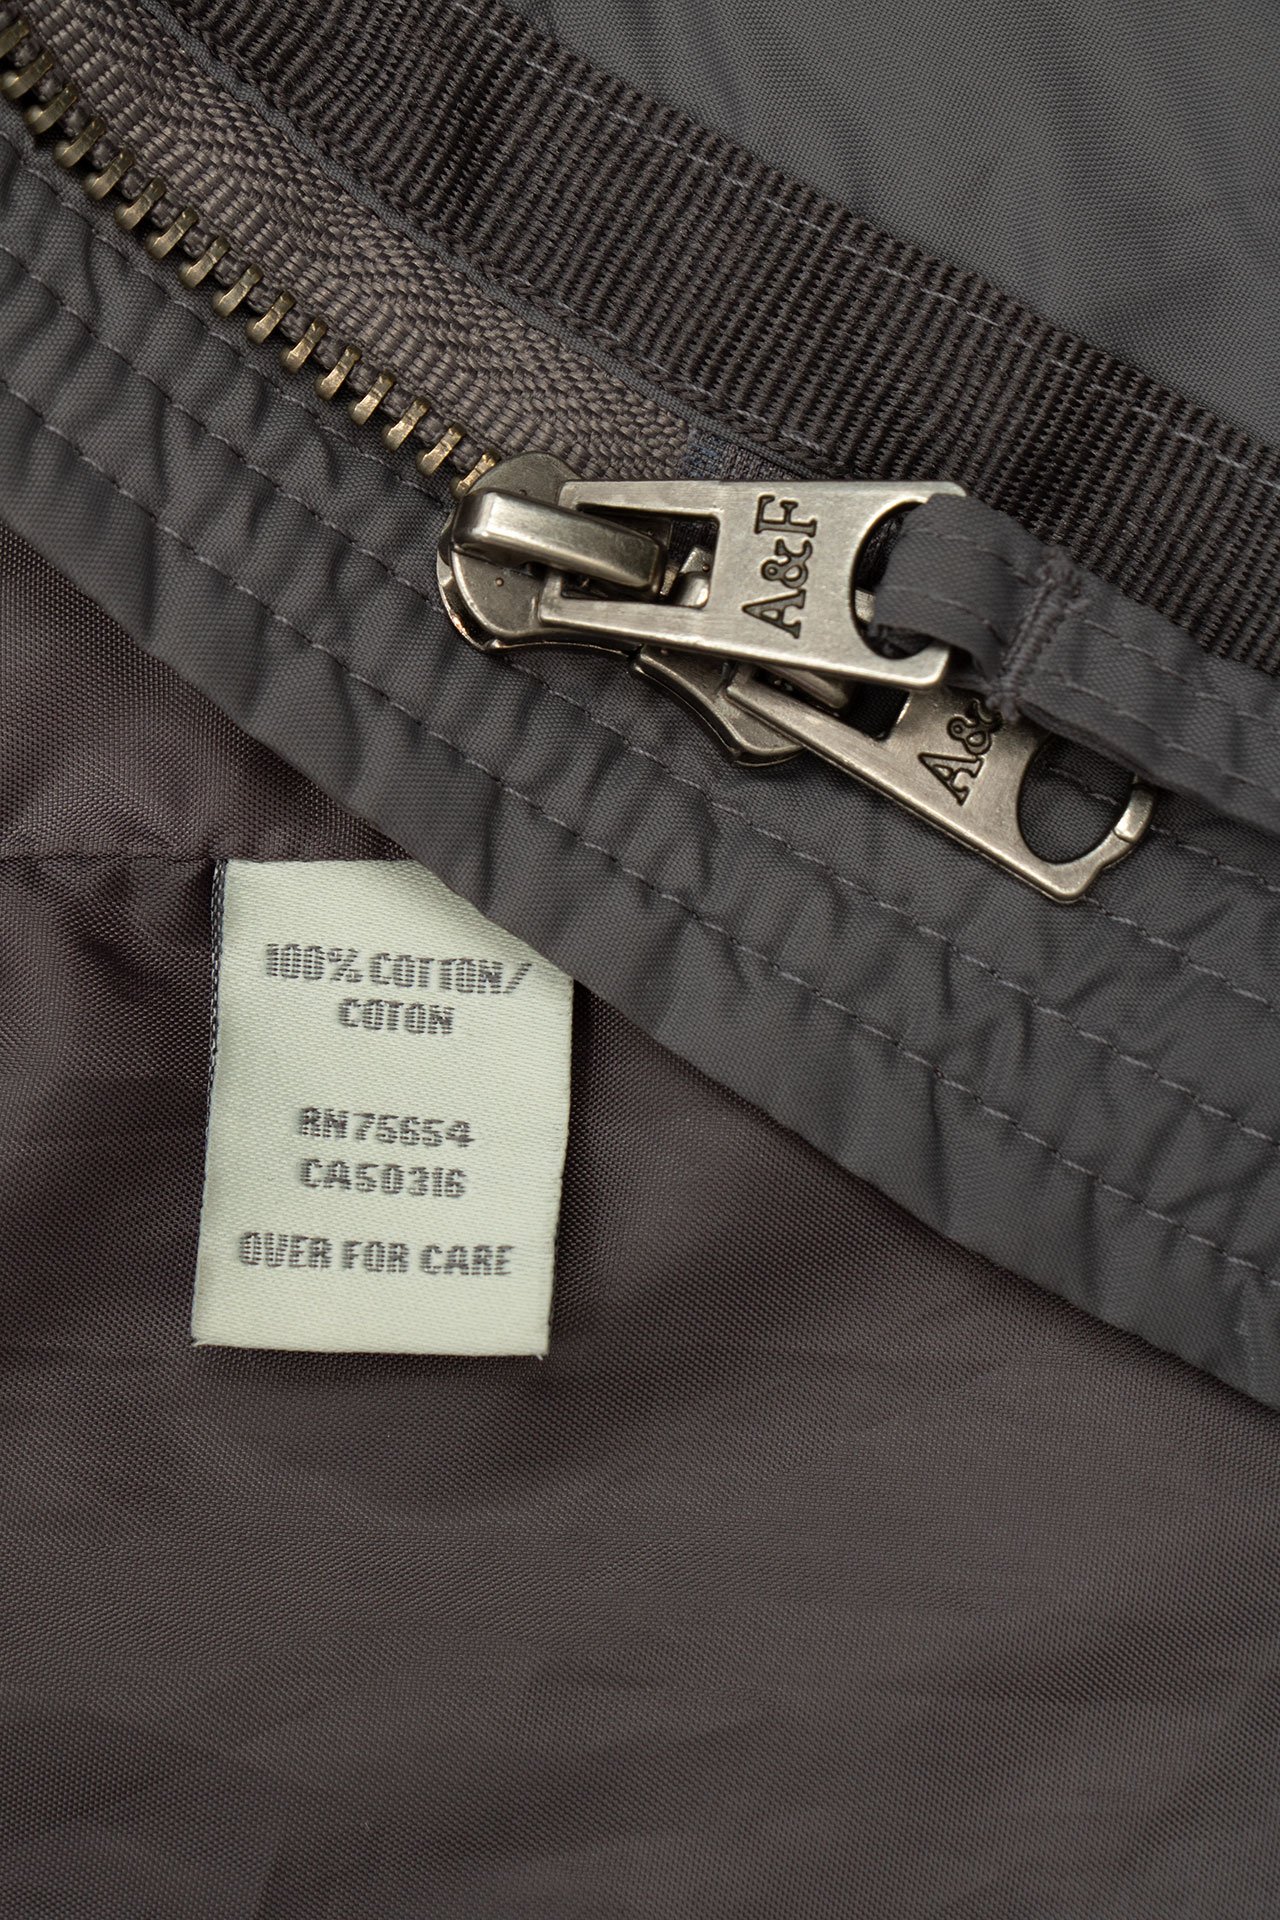 A&F
A&
100% COTTON/
COTON
RN75654
CA50316
OVER FOR CARE